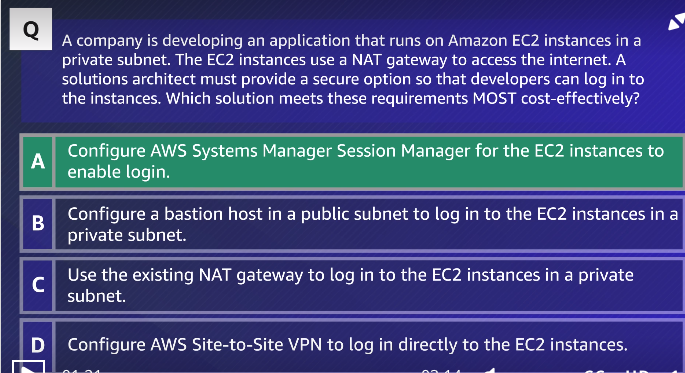 Q
A company is developing an application that runs on Amazon EC2 instances in a
private subnet. The EC2 instances use a NAT gateway to access the internet. A
solutions architect must provide a secure option so that developers can log in to
the instances. Which solution meets these requirements MOST cost-effectively?
A
Configure AWS Systems Manager Session Manager for the EC2 instances to
enable login.
B
Configure a bastion host in a public subnet to log in to the EC2 instances in a
private subnet.
C
Use the existing NAT gateway to log in to the EC2 instances in a private
subnet.
D
Configure AWS Site-to-Site VPN to log in directly to the EC2 instances.